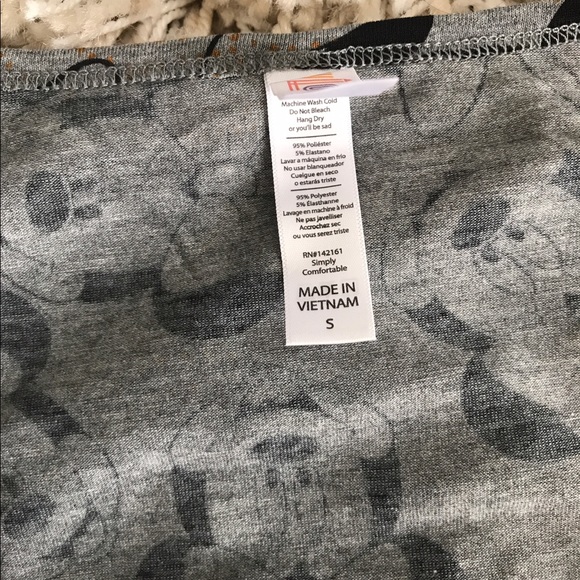 Machine Wash Cold
Do Not Bleach
Hang Dry
or you'll be sad
95% Poliéster
5% Elastano
Lavar a máquina en frío
No usar blanqueador
Cuelgue en seco
o estarás triste
95% Polyester
5% Élasthanne
Lavage en machine à froid
Ne pas javelliser
Accrochez sec
ou vous serez triste
RN#142161
Simply
Comfortable
MADE IN
VIETNAM
S